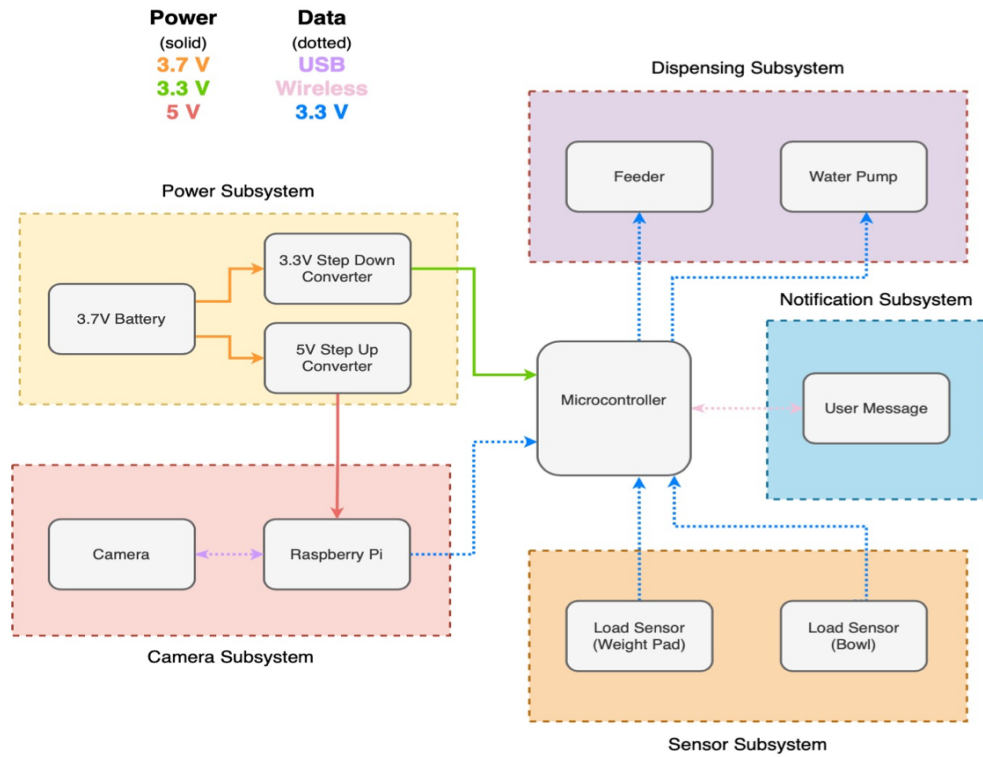 Power
(solid)
3.7 V
3.3 V
5 V
Data
(dotted)
USB
Wireless
3.3 V
Dispensing Subsystem
Feeder
Water Pump
Power Subsystem
3.7V Battery
3.3V Step Down
Converter
5V Step Up
Converter
Notification Subsystem
User Message
Microcontroller
Camera
Raspberry Pi
Camera Subsystem
Load Sensor
(Weight Pad)
Load Sensor
(Bowl)
Sensor Subsystem